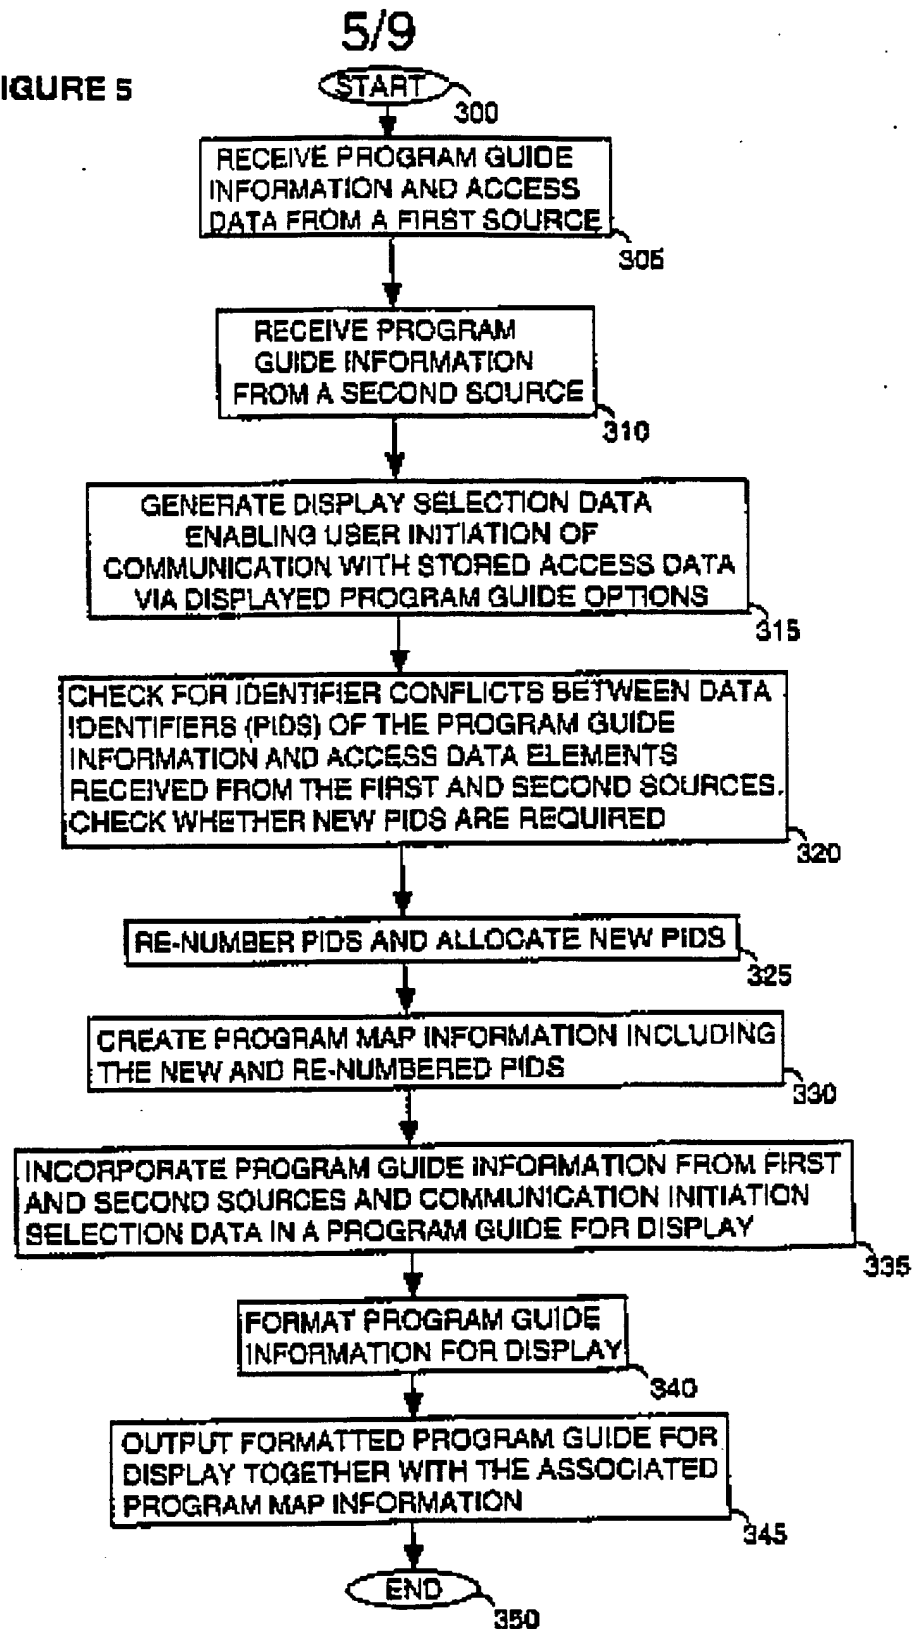 5/9
IGURE 5
START
300
RECEIVE PROGRAM GUIDE
INFORMATION AND ACCESS
DATA FROM A FIRST SOURCE
305
RECEIVE PROGRAM
GUIDE INFORMATION
FROM A SECOND SOURCE
310
GENERATE DISPLAY SELECTION DATA
ENABLING USER INITIATION OF
COMMUNICATION WITH STORED ACCESS DATA
VIA DISPLAYED PROGRAM GUIDE OPTIONS
315
CHECK FOR IDENTIFIER CONFLICTS BETWEEN DATA
IDENTIFIERS (PIDS) OF THE PROGRAM GUIDE
INFORMATION AND ACCESS DATA ELEMENTS
RECEIVED FROM THE FIRST AND SECOND SOURCES.
CHECK WHETHER NEW PIDS ARE REQUIRED
320
RE-NUMBER PIDS AND ALLOCATE NEW PIDS
325
CREATE PROGRAM MAP INFORMATION INCLUDING
THE NEW AND RE-NUMBERED PIDS
330
INCORPORATE PROGRAM GUIDE INFORMATION FROM FIRST
AND SECOND SOURCES AND COMMUNICATION INITIATION
SELECTION DATA IN A PROGRAM GUIDE FOR DISPLAY
335
FORMAT PROGRAM GUIDE
INFORMATION FOR DISPLAY
340
OUTPUT FORMATTED PROGRAM GUIDE FOR
DISPLAY TOGETHER WITH THE ASSOCIATED
PROGRAM MAP INFORMATION
345
END
350